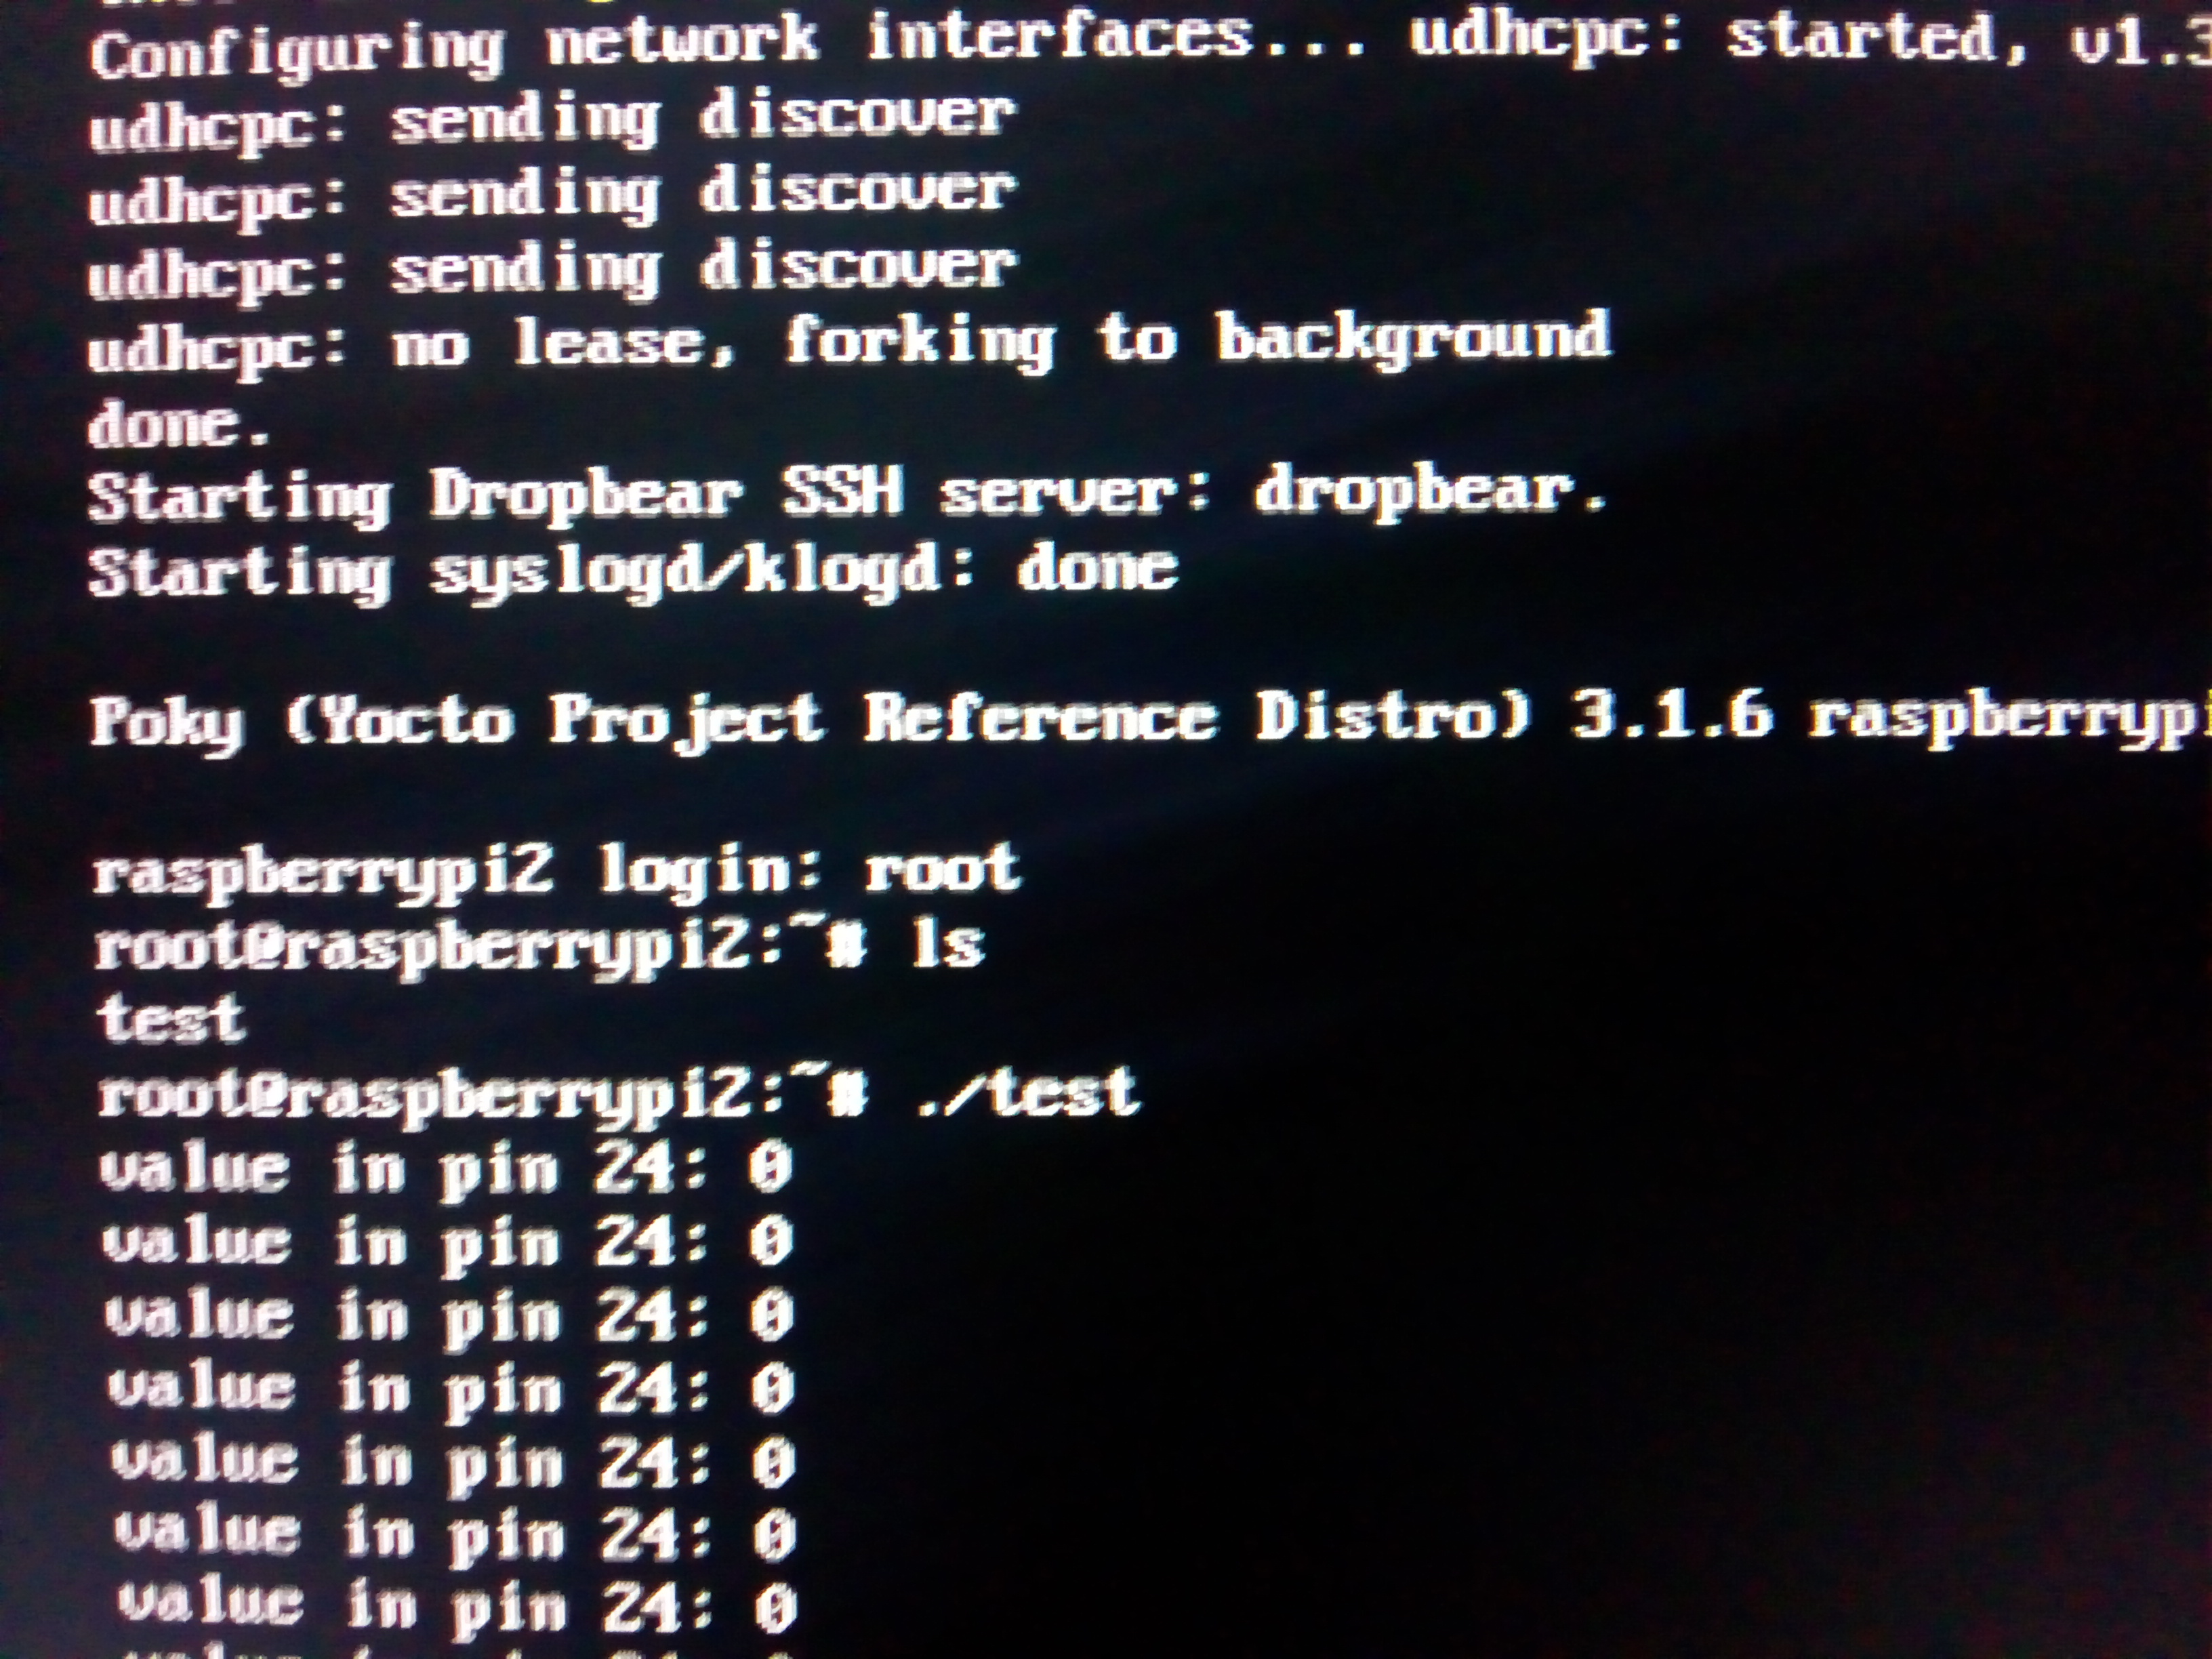 Configuring network interfaces... udhcpc: started, v1.3
udhcpc: sending discover
udhcpc: sending discover
udhcpc: sending discover
udhcpc: no lease, forking to background
done.
Starting Dropbear SSH server: dropbear.
Starting syslogd/klogd: done
Poky (Yocto Project Reference Distro) 3.1.6 raspberrypi
raspberrypi2 login: root
root@raspberrypi2:~# ls
test
root@raspberrypi2:~# ./test
value in pin 24: 0
value in pin 24: 0
value in pin 24: 0
value in pin 24: 0
value in pin 24: 0
value in pin 24: 0
value in pin 24: 0